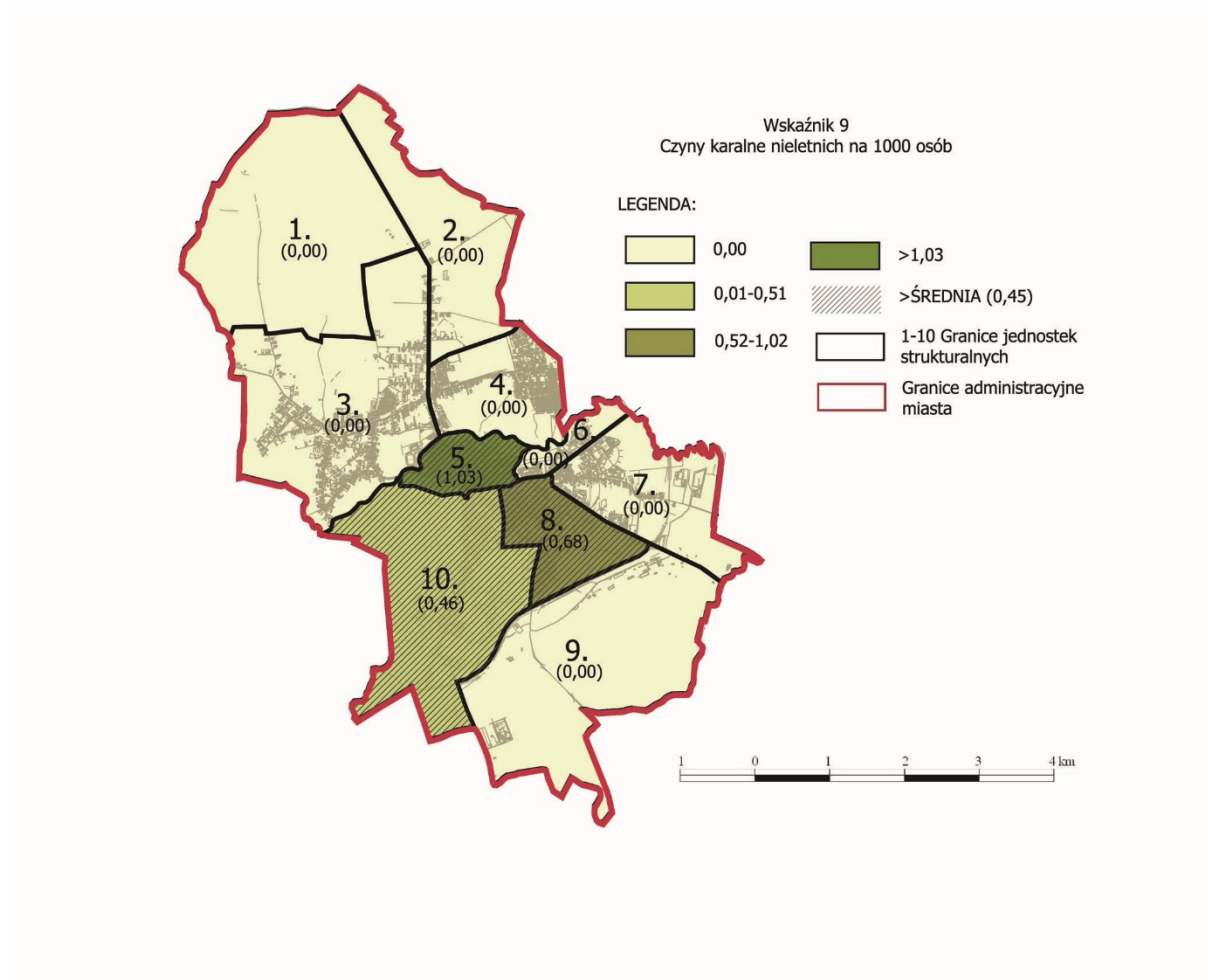 Wskaźnik 9
Czyny karalne nieletnich na 1000 osób
LEGENDA:
0,00
0,01-0,51
0,52-1,02
>1,03
>ŚREDNIA (0,45)
1-10 Granice jednostek
strukturalnych
Granice administracyjne
miasta
1.
(0,00)
2.
(0,00)
3.
(0,00)
4.
(0,00)
5.
(1,03)
6.
(0,00)
7.
(0,00)
8.
(0,68)
9.
(0,00)
10.
(0,46)
1 0 1 2 3 4 km